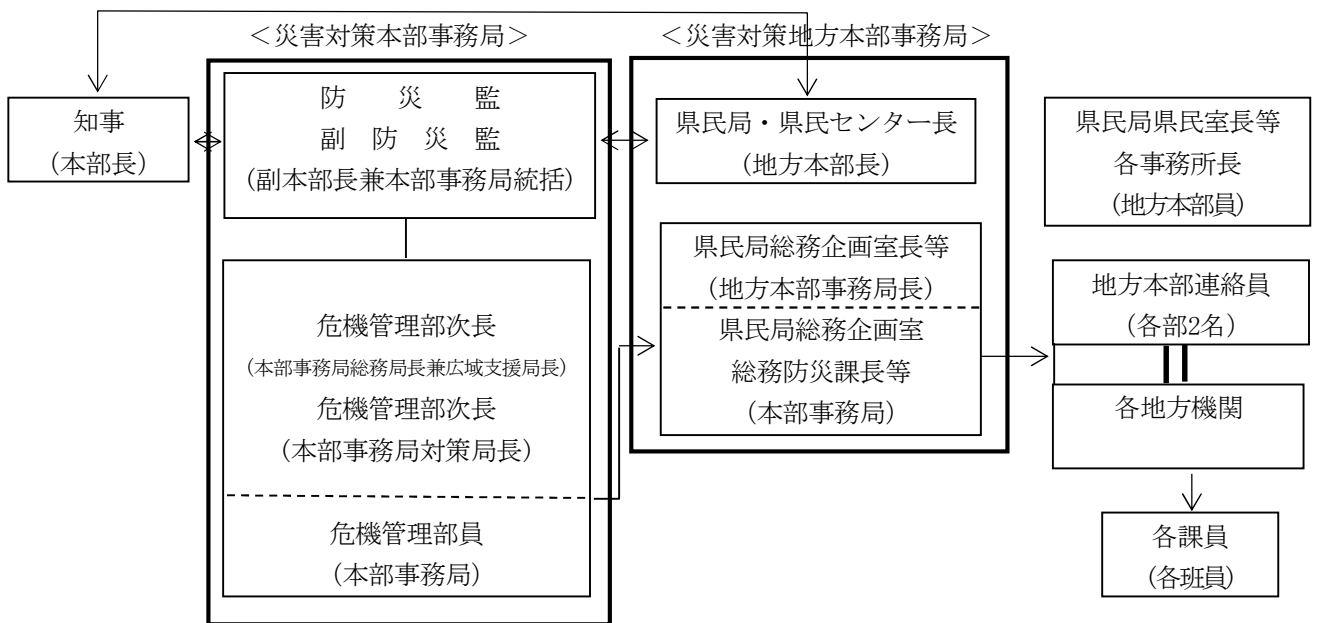 ＜災害対策本部事務局＞
＜災害対策地方本部事務局＞
知事
（本部長）
防　災　監
副　防　災　監
（副本部長兼本部事務局統括）
県民局・県民センター長
（地方本部長）
県民局県民室長等
各事務所長
（地方本部員）
危機管理部次長
（本部事務局総務局長兼広域支援局長）
危機管理部次長
（本部事務局対策局長）
危機管理部員
（本部事務局）
県民局総務企画室長等
（地方本部事務局長）
県民局総務企画室
総務防災課長等
（本部事務局）
地方本部連絡員
（各部2名）
各地方機関
各課員
（各班員）